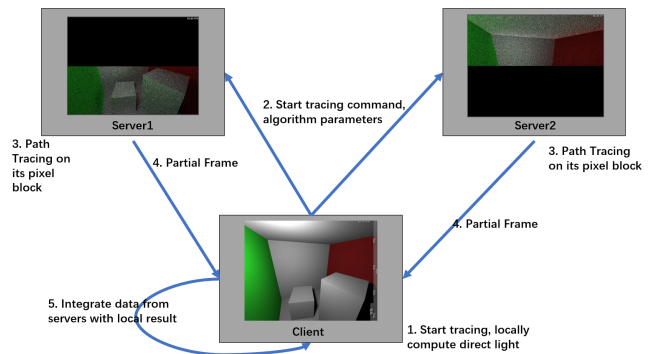 Server1
Server2
2. Start tracing command,
algorithm parameters
3. Path
Tracing on
its pixel
block
4. Partial Frame
3. Path Tracing
on its pixel block
4. Partial Frame
5. Integrate data from
servers with local result
Client
1. Start tracing, locally
compute direct light